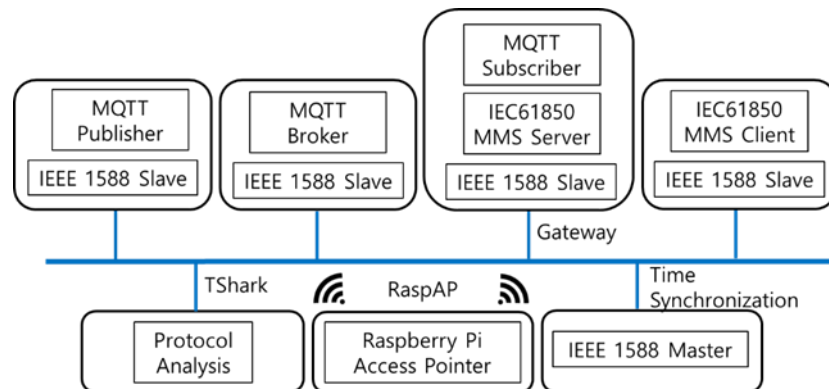 MQTT
Publisher
IEEE 1588 Slave
MQTT
Broker
IEEE 1588 Slave
MQTT
Subscriber
IEC61850
MMS Server
IEEE 1588 Slave
IEC61850
MMS Client
IEEE 1588 Slave
Gateway
TShark
RaspAP
Time
Synchronization
Protocol
Analysis
Raspberry Pi
Access Pointer
IEEE 1588 Master